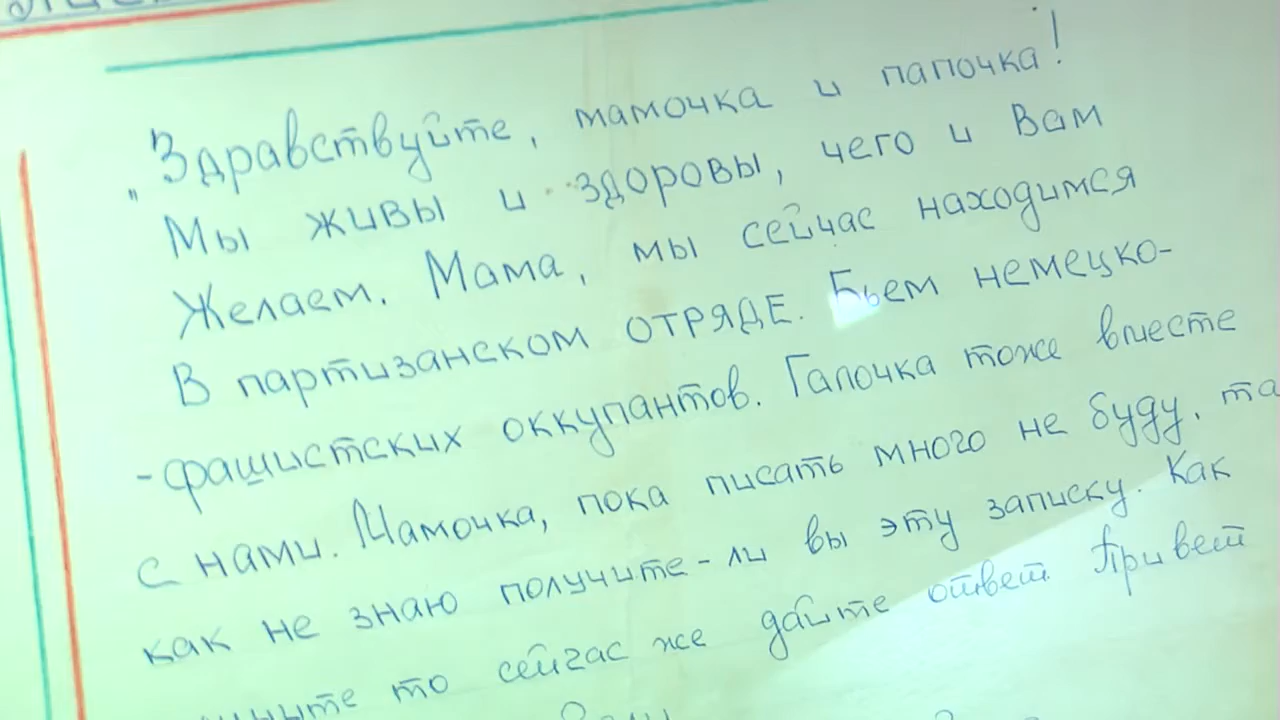 „Здравствуйте, мамочка и папочка!
Мы живы и здоровы, чего и Вам
Желаем. Мама, мы сейчас находимся
В партизанском ОТРЯДЕ. Бьем немецко-
-фашистских оккупантов. Галочка тоже вместе
с нами. Мамочка, пока писать много не буду, та
как не знаю получите-ли вы эту записку. Как
то сейчас же дайте ответ. Привет